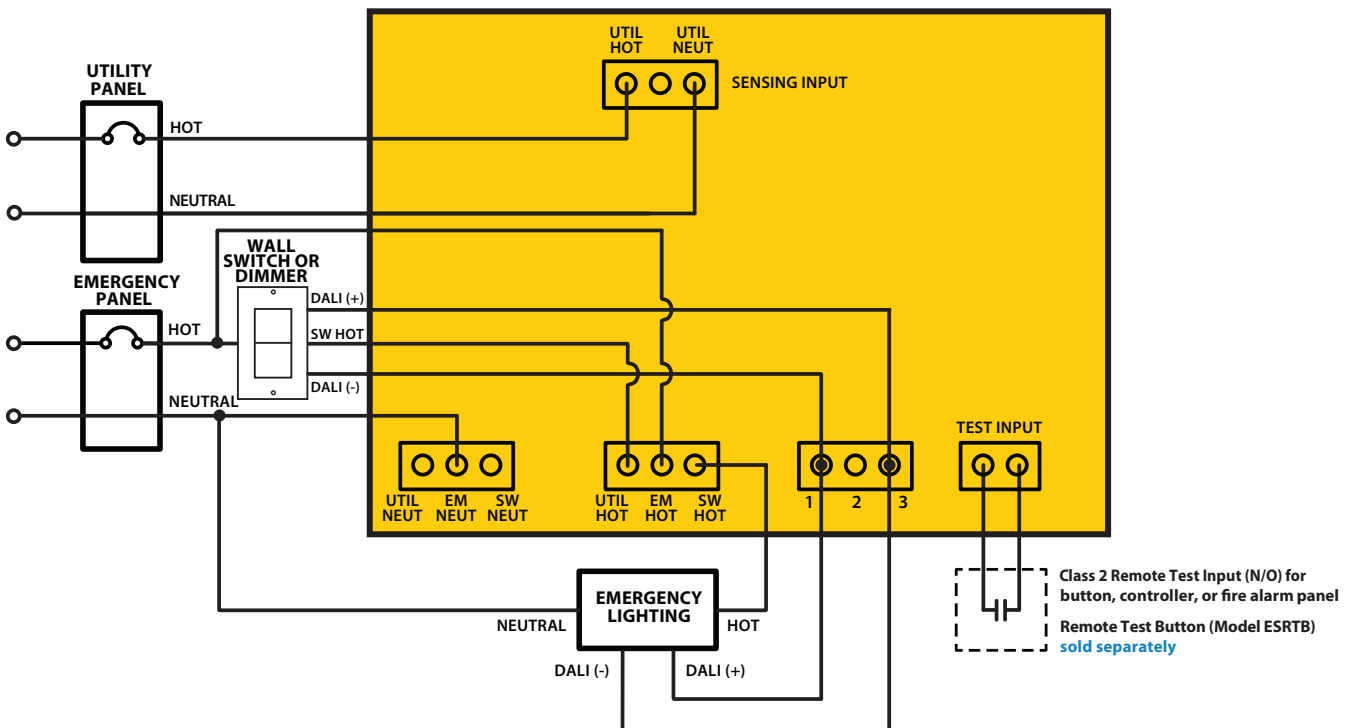 UTIL
HOT
UTIL
NEUT
SENSING INPUT
UTILITY
PANEL
HOT
NEUTRAL
WALL
SWITCH OR
DIMMER
EMERGENCY
PANEL
HOT
NEUTRAL
DALI (+)
SW HOT
DALI (-)
TEST INPUT
UTIL
NEUT
EM
NEUT
SW
NEUT
UTIL
HOT
EM
HOT
SW
HOT
1
2
3
EMERGENCY
LIGHTING
NEUTRAL
HOT
DALI (-)
DALI (+)
Class 2 Remote Test Input (N/O) for
button, controller, or fire alarm panel
Remote Test Button (Model ESRTB)
sold separately